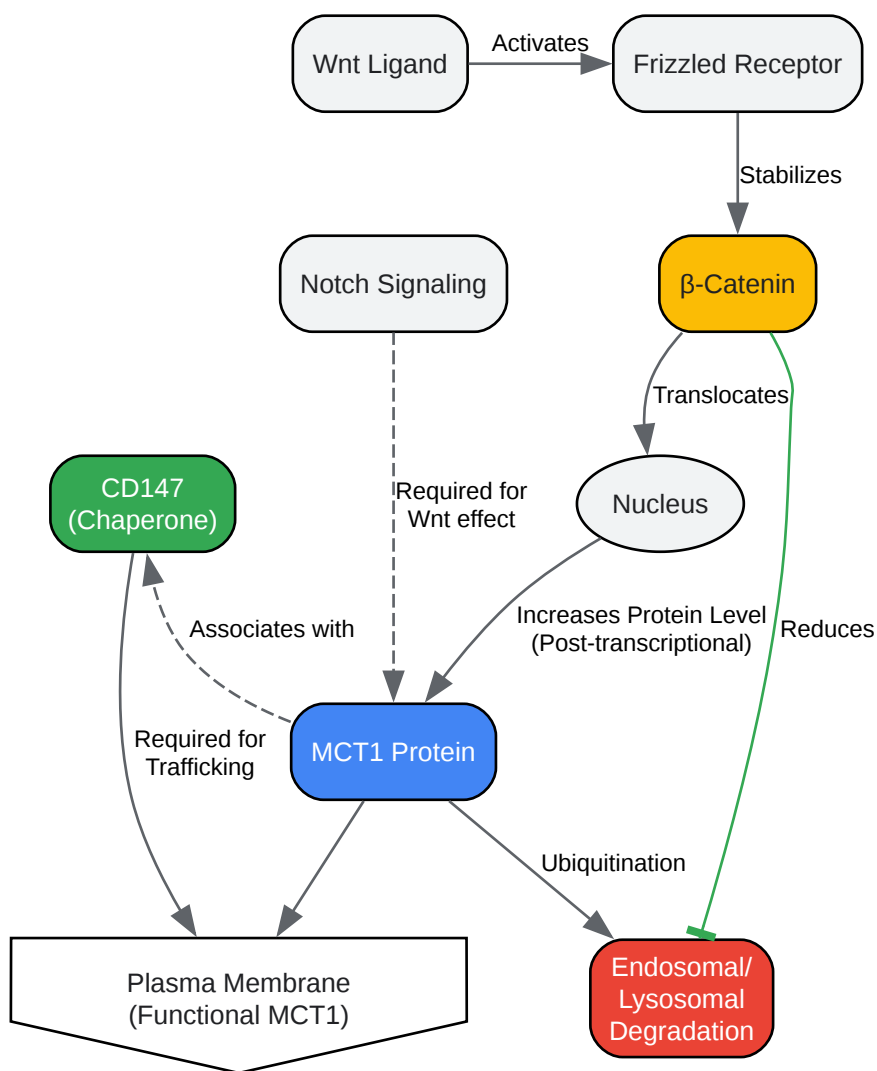 Wnt Ligand
Activates
Frizzled Receptor
Stabilizes
Notch Signaling
β-Catenin
Translocates
CD147
(Chaperone)
Required for
Wnt effect
Nucleus
Associates with
Increases Protein Level
(Post-transcriptional)
Reduces
Required for
Trafficking
MCT1 Protein
Ubiquitination
Plasma Membrane
(Functional MCT1)
Endosomal/
Lysosomal
Degradation